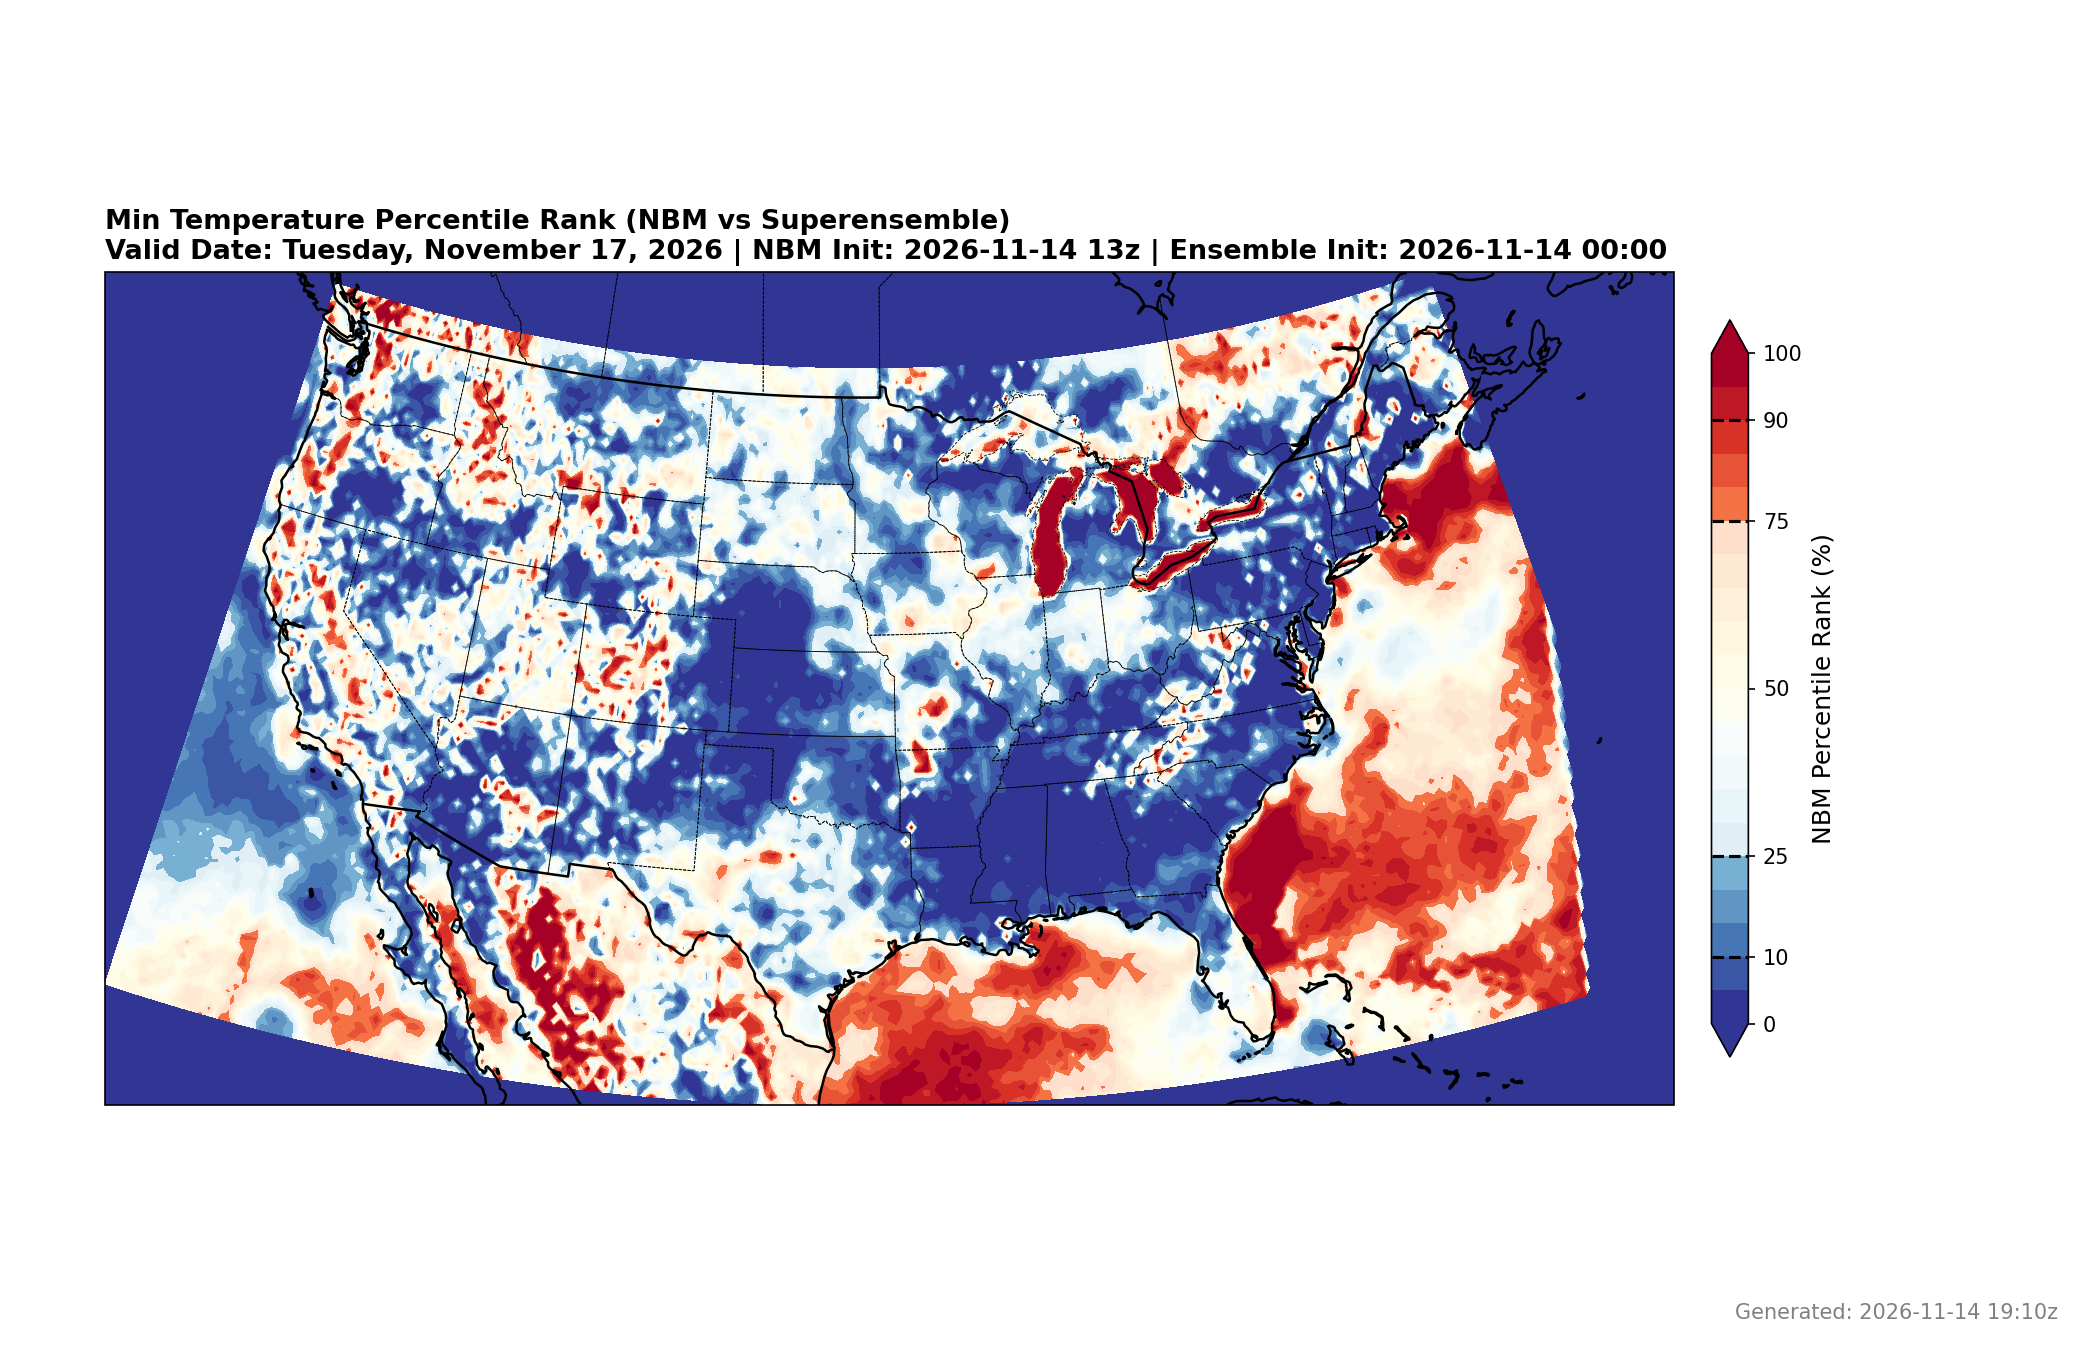 Min Temperature Percentile Rank (NBM vs Superensemble)
Valid Date: Tuesday, November 17, 2026 | NBM Init: 2026-11-14 13z | Ensemble Init: 2026-11-14 00:00
100
90
75
50
25
10
0
NBM Percentile Rank (%)
Generated: 2026-11-14 19:10z